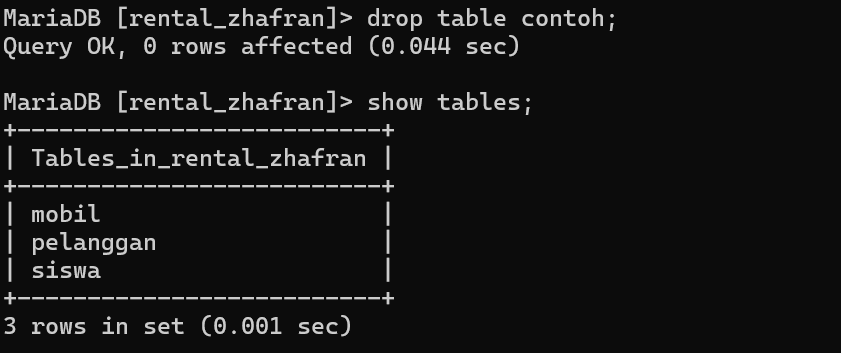 MariaDB [rental_zhafran]> drop table contoh;
Query OK, 0 rows affected (0.044 sec)
MariaDB [rental_zhafran]> show tables;
+--------------------------+
| Tables_in_rental_zhafran |
+--------------------------+
| mobil                    |
| pelanggan                |
| siswa                    |
+--------------------------+
3 rows in set (0.001 sec)